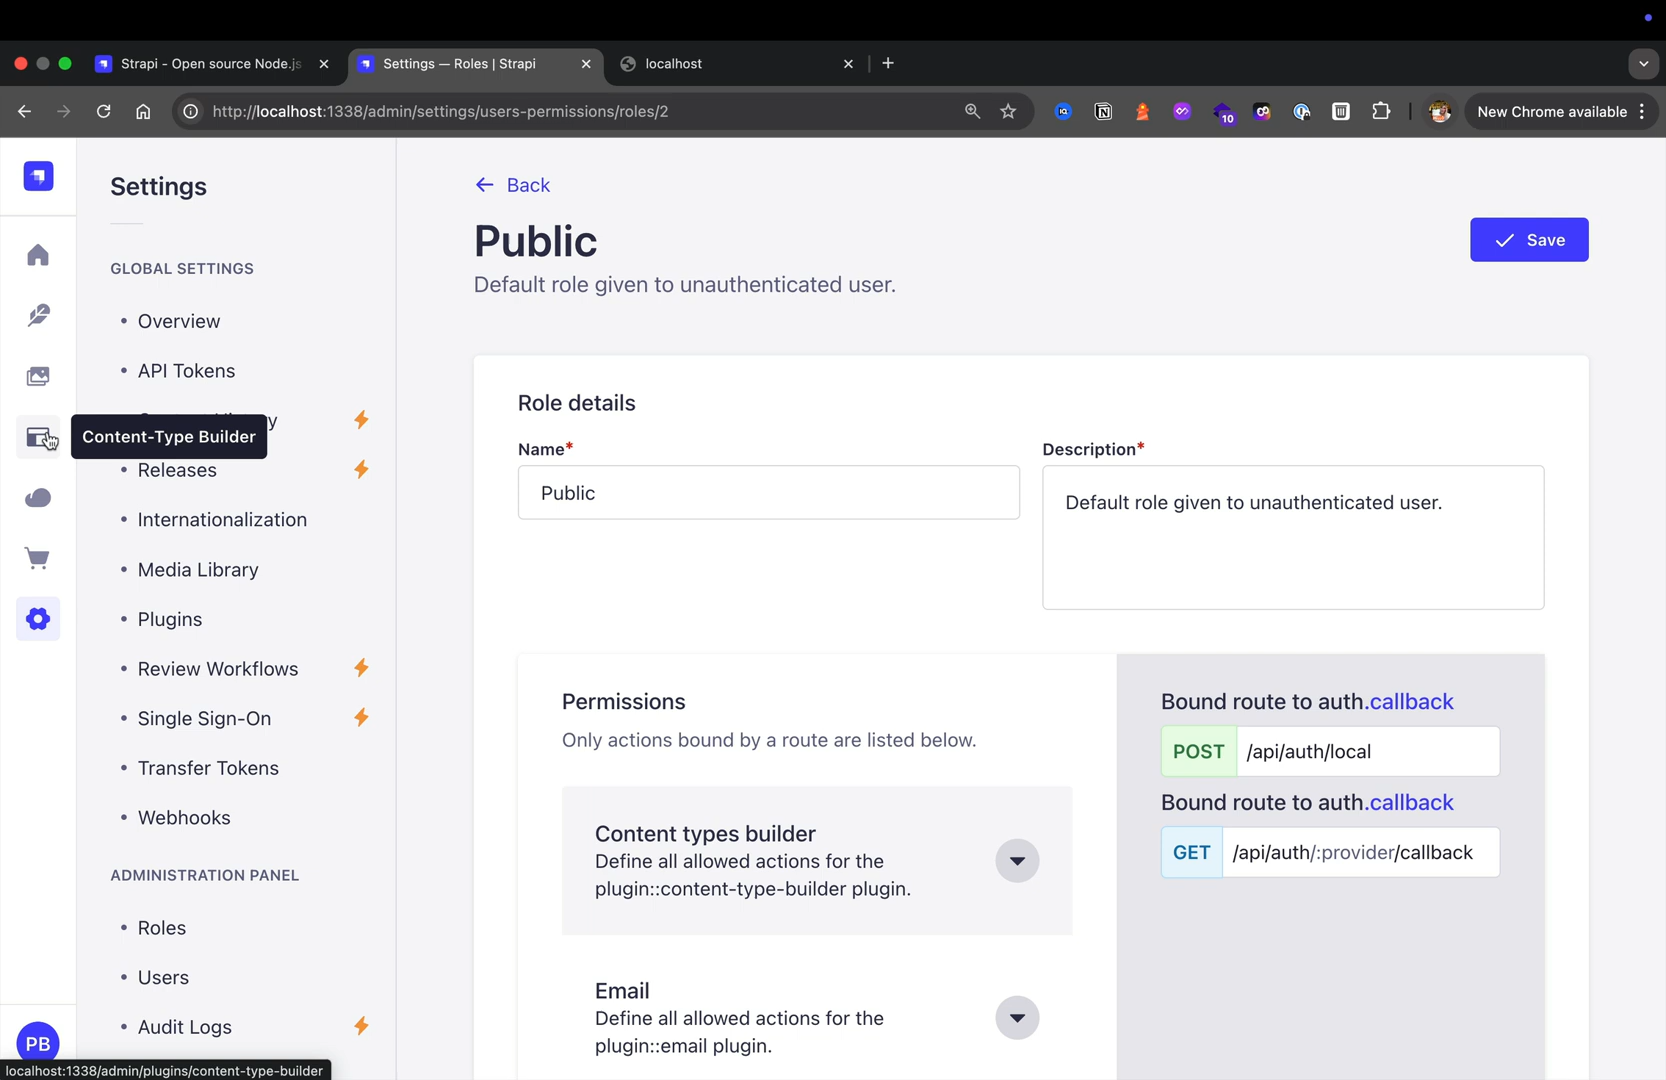 Strapi - Open source Node.js
Settings — Roles | Strapi
localhost
http://localhost:1338/admin/settings/users-permissions/roles/2
10
New Chrome available
Settings
GLOBAL SETTINGS
Overview
API Tokens
Content-Type Builder
Releases
Internationalization
Media Library
Plugins
Review Workflows
Single Sign-On
Transfer Tokens
Webhooks
ADMINISTRATION PANEL
Roles
Users
Audit Logs
PB
localhost:1338/admin/plugins/content-type-builder
Back
Public
Save
Default role given to unauthenticated user.
Role details
Name*
Public
Description*
Default role given to unauthenticated user.
Permissions
Only actions bound by a route are listed below.
Content types builder
Define all allowed actions for the
plugin::content-type-builder plugin.
Email
Define all allowed actions for the
plugin::email plugin.
Bound route to auth.callback
POST /api/auth/local
Bound route to auth.callback
GET /api/auth/:provider/callback